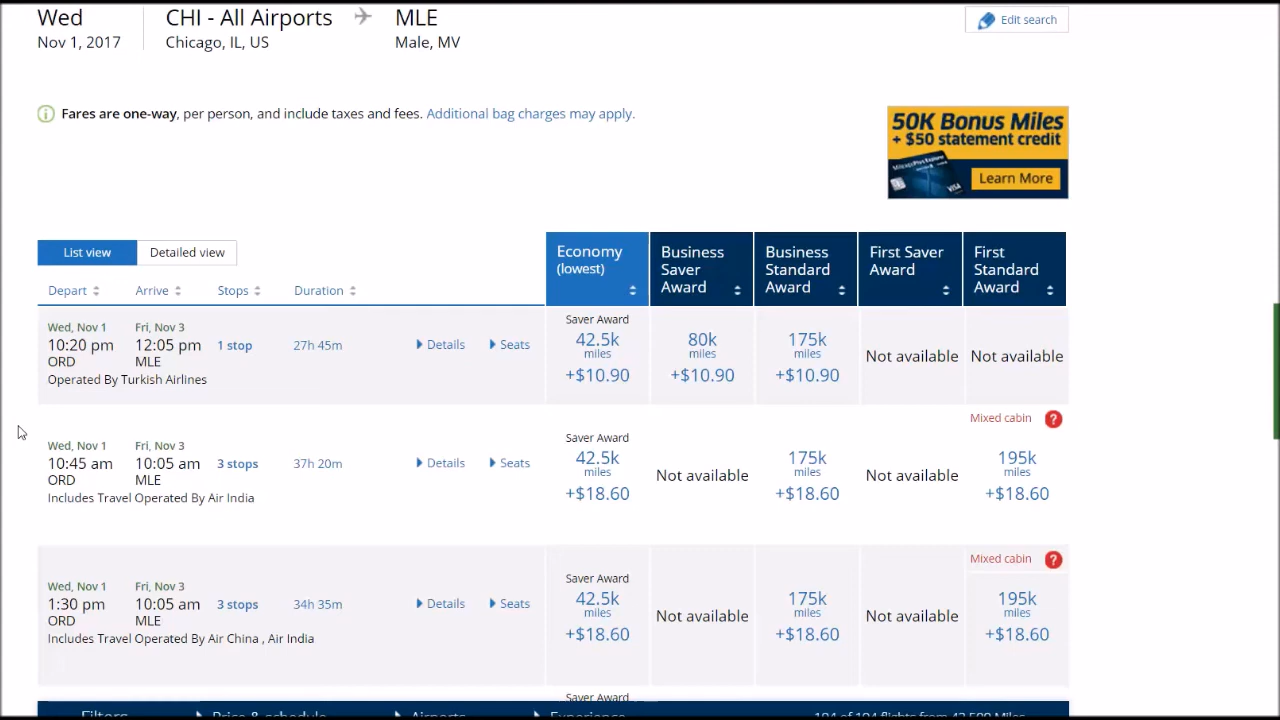 Wed
CHI - All Airports
MLE
Edit search
Nov 1, 2017
Chicago, IL, US
Male, MV
Fares are one-way, per person, and include taxes and fees. Additional bag charges may apply.
50K Bonus Miles
+ $50 statement credit
MileagePlus Explorer
VISA
Learn More
List view
Detailed view
Depart
Arrive
Stops
Duration
Economy
(lowest)
Business
Saver
Award
Business
Standard
Award
First Saver
Award
First
Standard
Award
Wed, Nov 1
10:20 pm
ORD
Fri, Nov 3
12:05 pm
MLE
1 stop
27h 45m
Details
Seats
Operated By Turkish Airlines
Saver Award
42.5k
miles
+$10.90
80k
miles
+$10.90
175k
miles
+$10.90
Not available
Not available
Wed, Nov 1
10:45 am
ORD
Fri, Nov 3
10:05 am
MLE
3 stops
37h 20m
Details
Seats
Includes Travel Operated By Air India
Saver Award
42.5k
miles
+$18.60
Not available
175k
miles
+$18.60
Not available
Mixed cabin ?
195k
miles
+$18.60
Wed, Nov 1
1:30 pm
ORD
Fri, Nov 3
10:05 am
MLE
3 stops
34h 35m
Details
Seats
Includes Travel Operated By Air China , Air India
Saver Award
42.5k
miles
+$18.60
Not available
175k
miles
+$18.60
Not available
Mixed cabin ?
195k
miles
+$18.60
Saver Award
Filters
Price & schedule
Airports
Experience